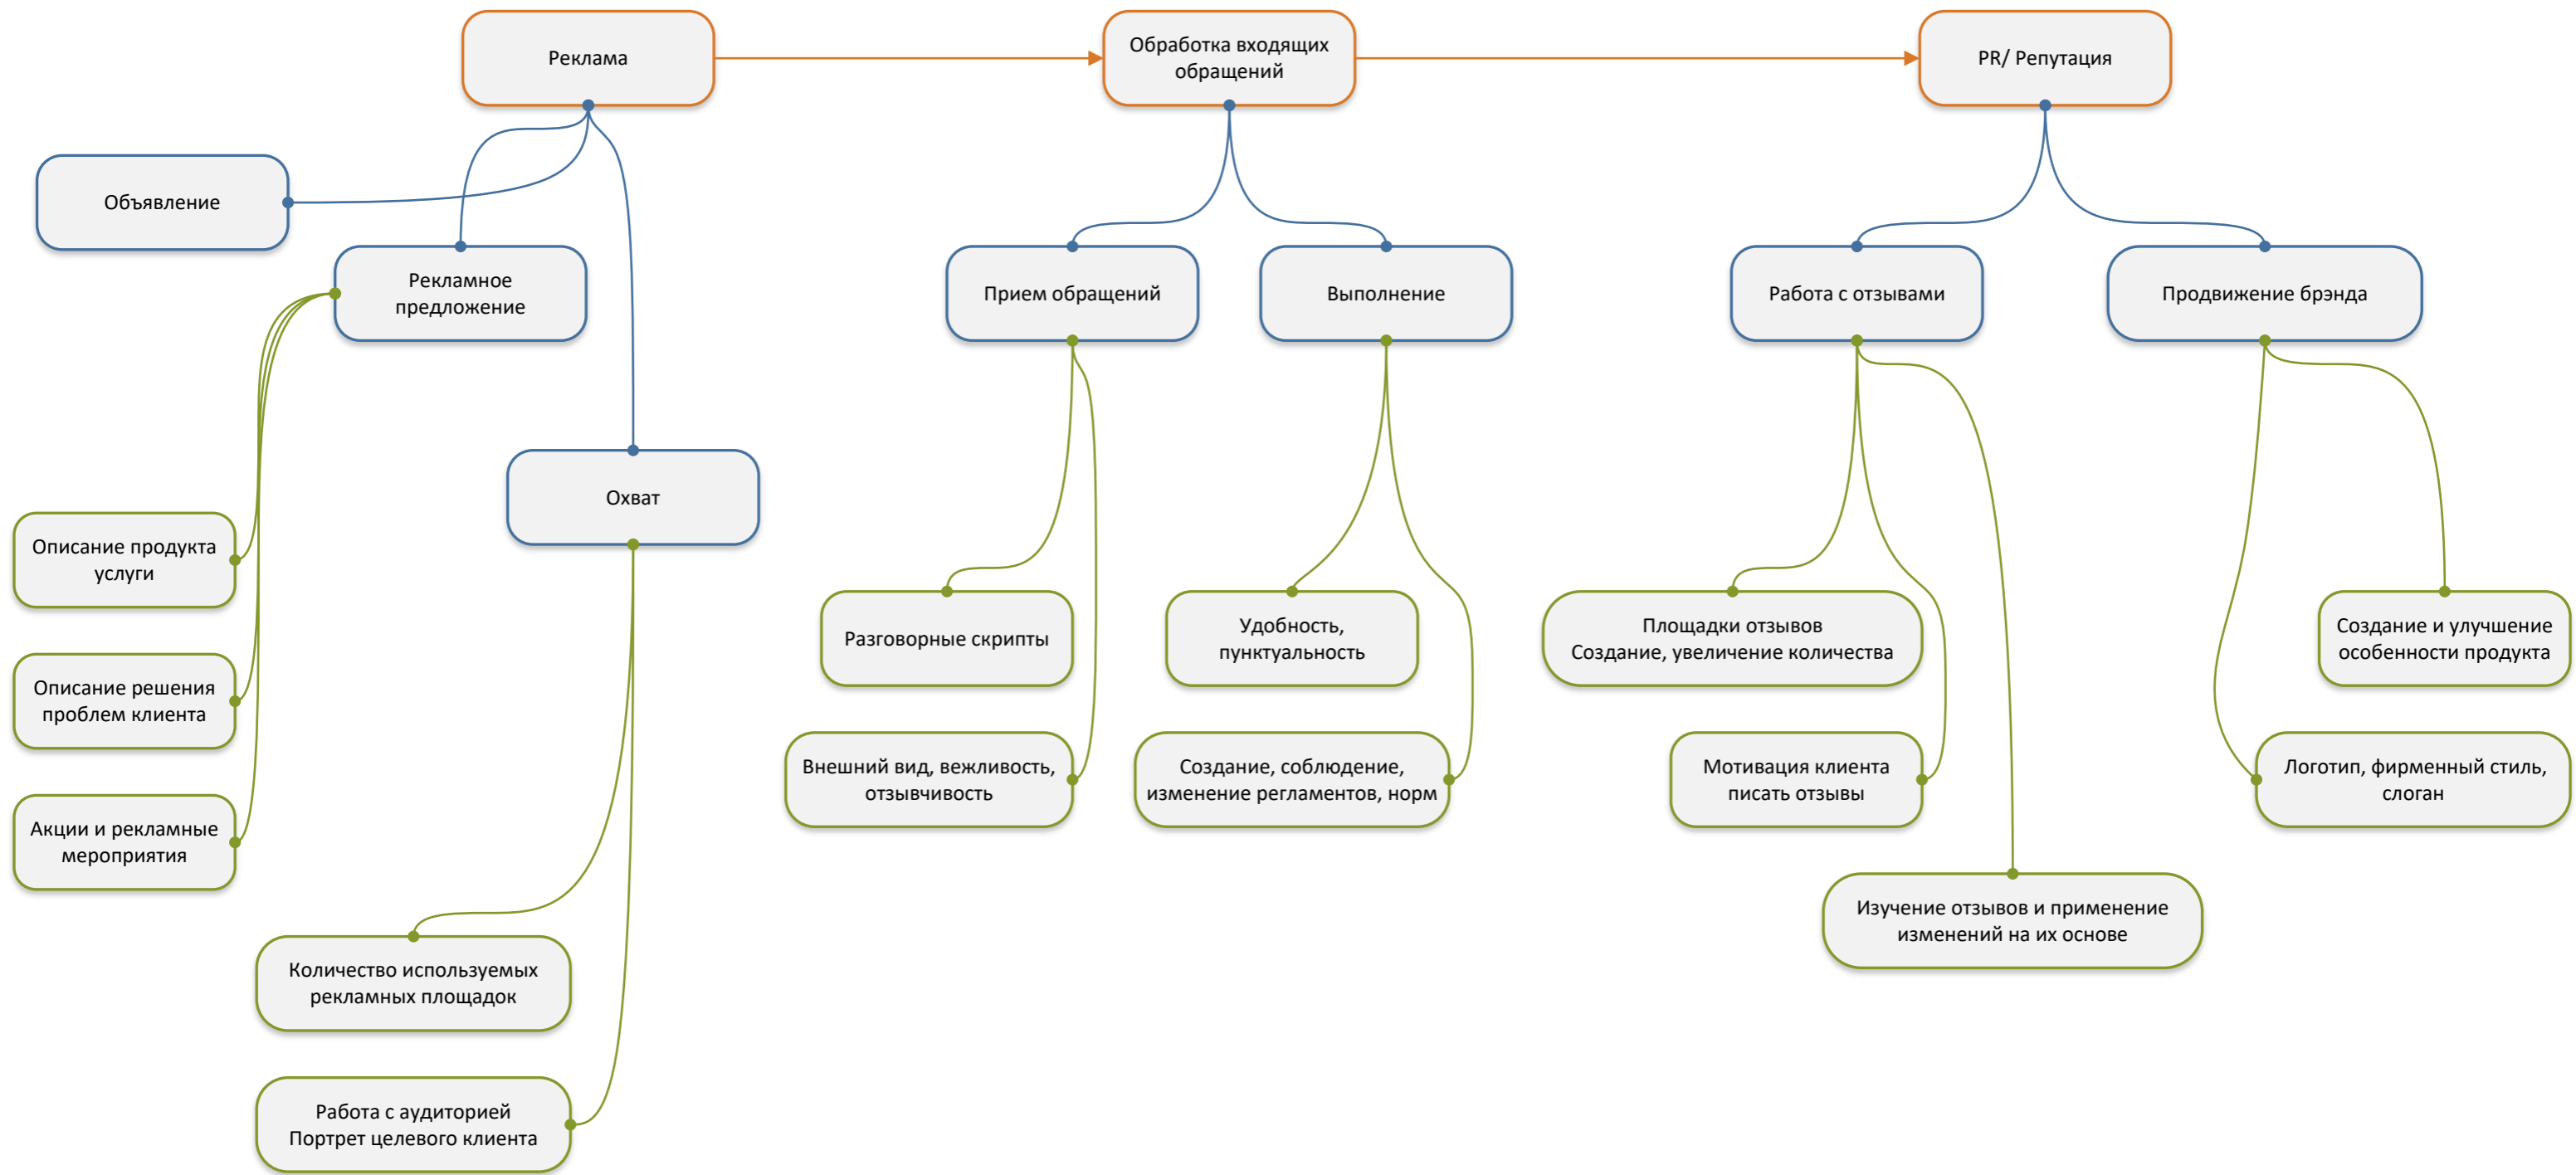 Реклама
Обработка входящих
обращений
PR/ Репутация
Объявление
Рекламное
предложение
Прием обращений
Выполнение
Работа с отзывами
Продвижение брэнда
Охват
Описание продукта
услуги
Разговорные скрипты
Удобность,
пунктуальность
Площадки отзывов
Создание, увеличение количества
Создание и улучшение
особенности продукта
Описание решения
проблем клиента
Внешний вид, вежливость,
отзывчивость
Создание, соблюдение,
изменение регламентов, норм
Мотивация клиента
писать отзывы
Логотип, фирменный стиль,
слоган
Акции и рекламные
мероприятия
Изучение отзывов и применение
изменений на их основе
Количество используемых
рекламных площадок
Работа с аудиторией
Портрет целевого клиента